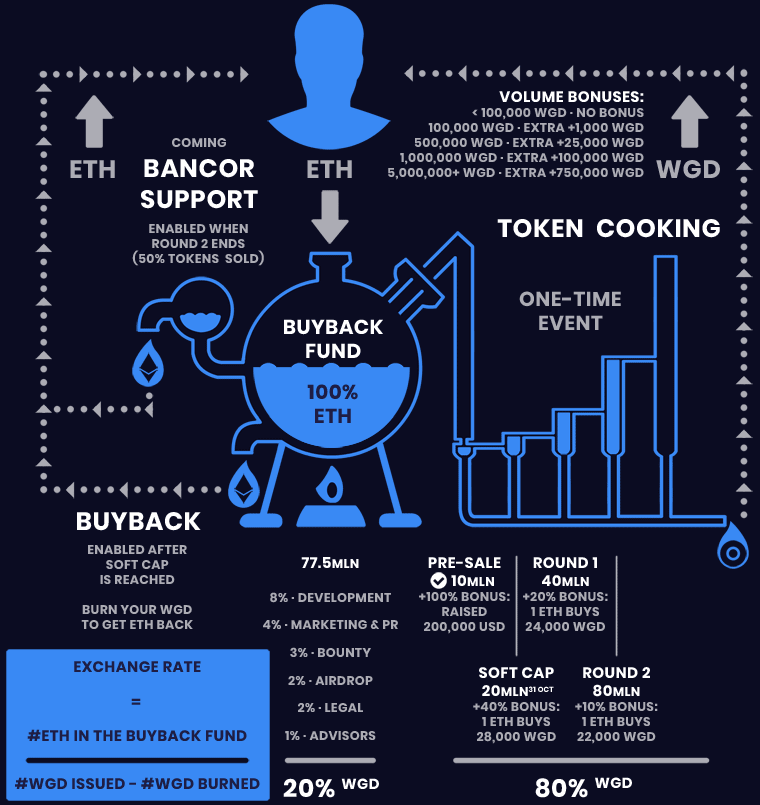 VOLUME BONUSES:
< 100,000 WGD · NO BONUS
100,000 WGD · EXTRA +1,000 WGD
500,000 WGD · EXTRA +25,000 WGD
1,000,000 WGD · EXTRA +100,000 WGD
5,000,000+ WGD · EXTRA +750,000 WGD
ETH
COMING
BANCOR
SUPPORT
ENABLED WHEN
ROUND 2 ENDS
(50% TOKENS SOLD)
ETH
WGD
TOKEN COOKING
ONE-TIME
EVENT
BUYBACK
FUND
100%
ETH
BUYBACK
ENABLED AFTER
SOFT CAP
IS REACHED
BURN YOUR WGD
TO GET ETH BACK
EXCHANGE RATE
=
#ETH IN THE BUYBACK FUND
#WGD ISSUED - #WGD BURNED
77.5MLN
8% · DEVELOPMENT
4% · MARKETING & PR
3% · BOUNTY
2% · AIRDROP
2% · LEGAL
1% · ADVISORS
20% WGD
PRE-SALE
10MLN
+100% BONUS:
RAISED
200,000 USD
ROUND 1
40MLN
+20% BONUS:
1 ETH BUYS
24,000 WGD
SOFT CAP
20MLN31 OCT
+40% BONUS:
1 ETH BUYS
28,000 WGD
ROUND 2
80MLN
+10% BONUS:
1 ETH BUYS
22,000 WGD
80% WGD